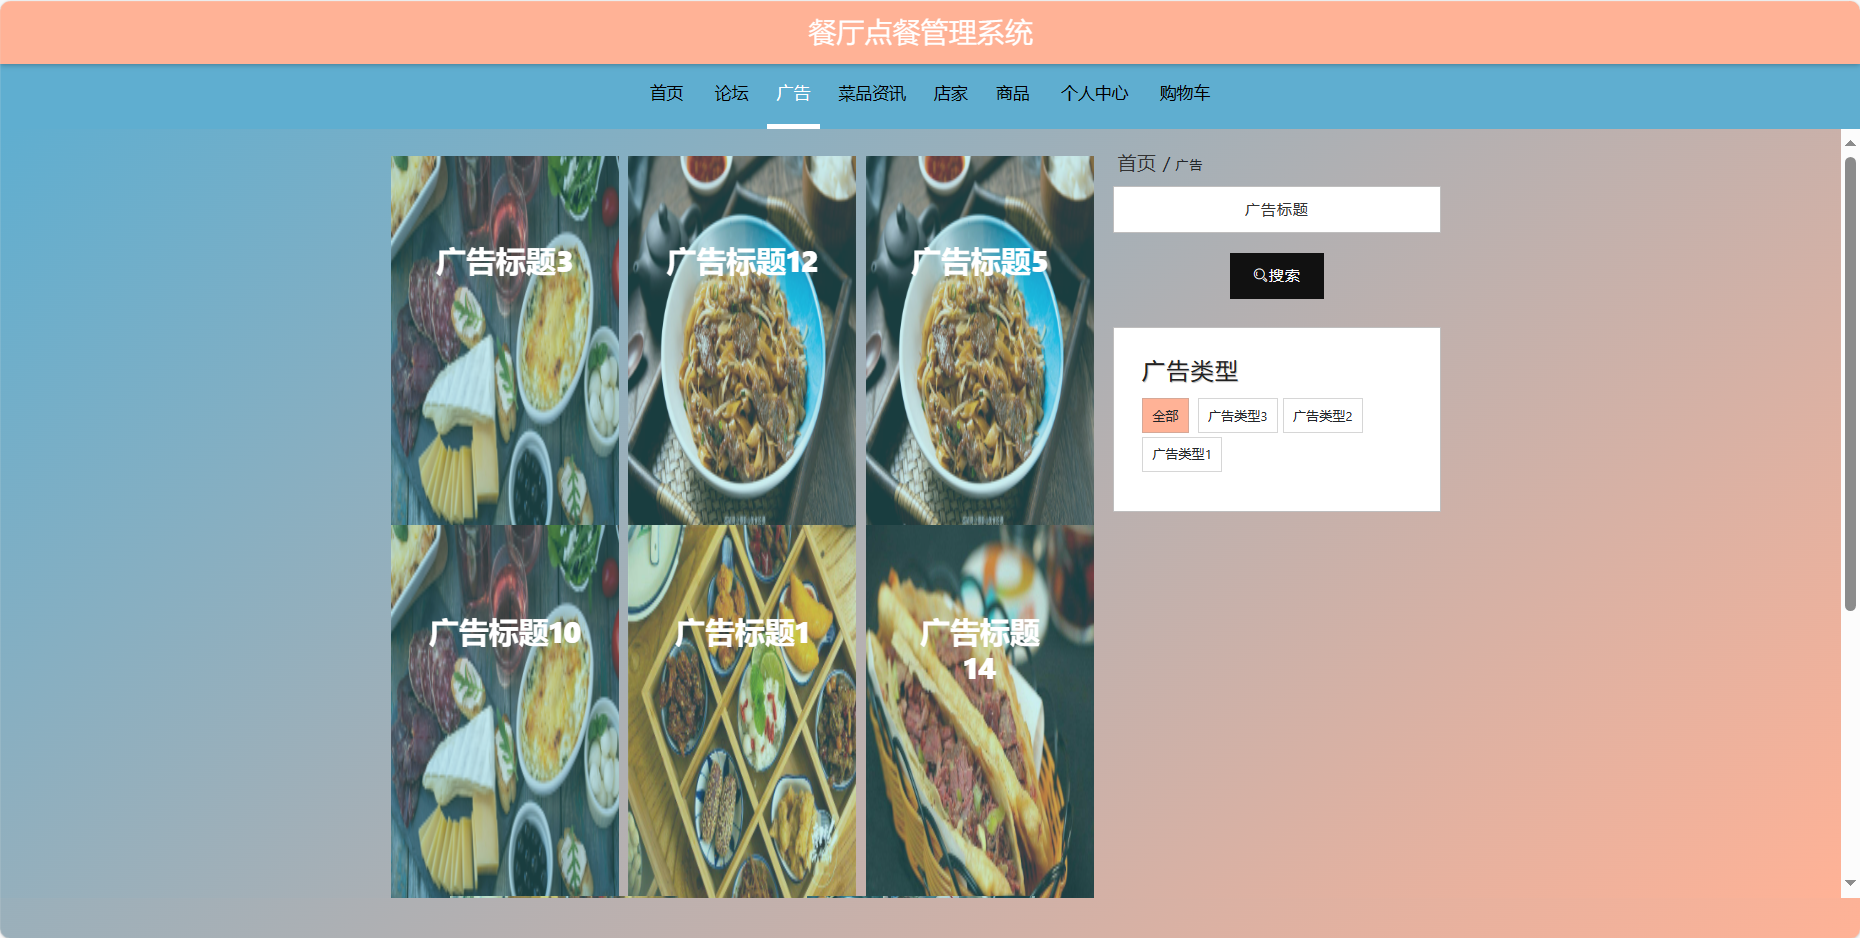 餐厅点餐管理系统
首页 论坛 广告 菜品资讯 店家 商品 个人中心 购物车
首页 / 广告
广告标题
搜索
广告标题3 广告标题12 广告标题5
广告类型
全部 广告类型3 广告类型2
广告类型1
广告标题10 广告标题1 广告标题
14